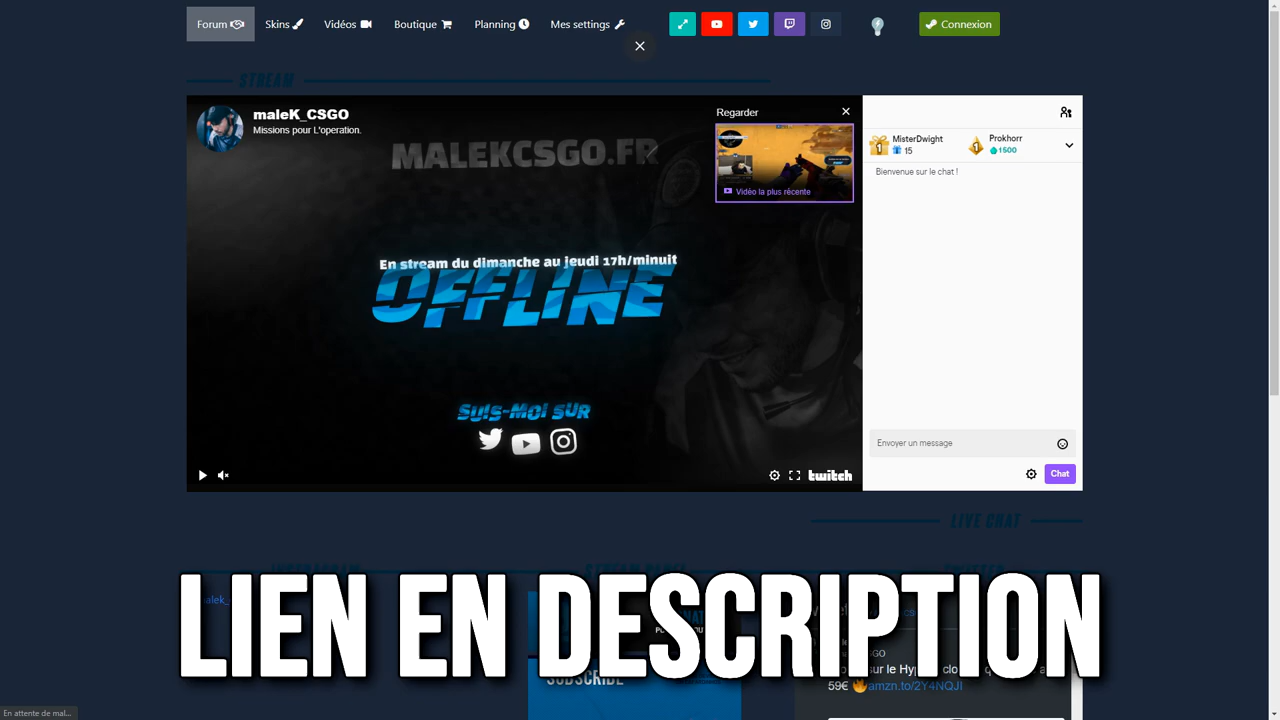 Forum
Skins
Vidéos
Boutique
Planning
Mes settings
Connexion
STREAM
maleK_CSGO
Missions pour L'operation.
MALEKCSGO.FR
Regarder
Vidéo la plus récente
MisterDwight
15
1
Prokhorr
1500
1
Bienvenue sur le chat !
En stream du dimanche au jeudi 17h/minuit
OFFLINE
Suis-Moi SUR
Envoyer un message
twitch
Chat
LIVE CHAT
LIEN EN DESCRIPTION
59€ amzn.to/2Y4NQJI
SUBSCRIBE
En attente de mal...